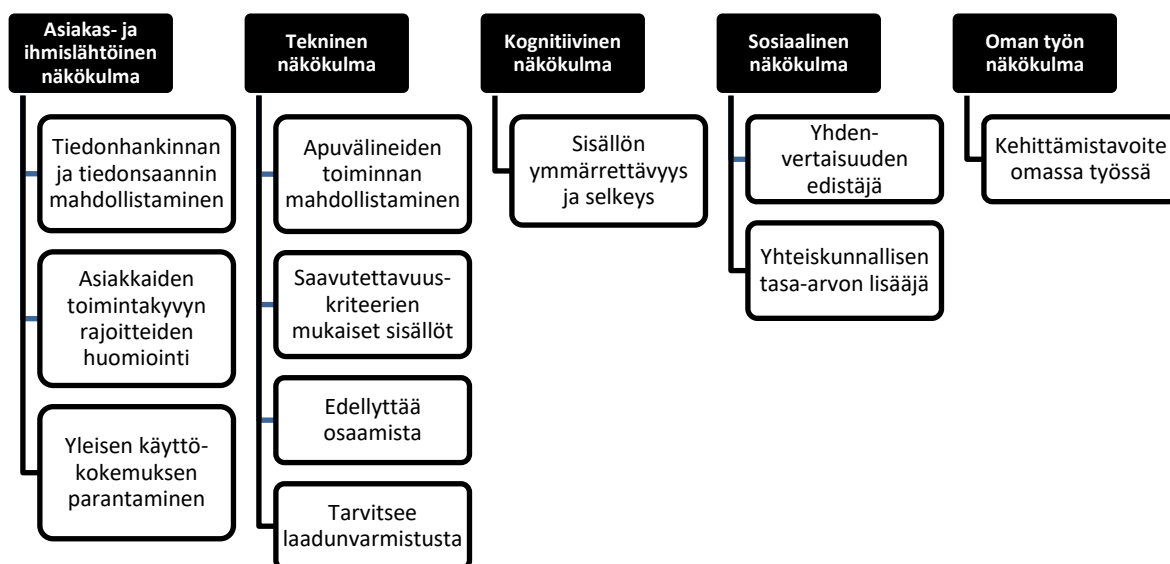 Asiakas- ja
ihmislähtöinen
näkökulma
Tiedonhankinnan
ja tiedonsaannin
mahdollistaminen
Asiakkaiden
toimintakyvyn
rajoitteiden
huomiointi
Yleisen käyttö-
kokemuksen
parantaminen
Tekninen
näkökulma
Apuvälineiden
toiminnan
mahdollistaminen
Saavutettavuus-
kriteerien
mukaiset sisällöt
Edellyttää
osaamista
Tarvitsee
laadunvarmistusta
Kognitiivinen
näkökulma
Sisällön
ymmärrettävyys
ja selkeys
Sosiaalinen
näkökulma
Yhden-
vertaisuuden
edistäjä
Yhteiskunnallisen
tasa-arvon lisääjä
Oman työn
näkökulma
Kehittämistavoite
omassa työssä